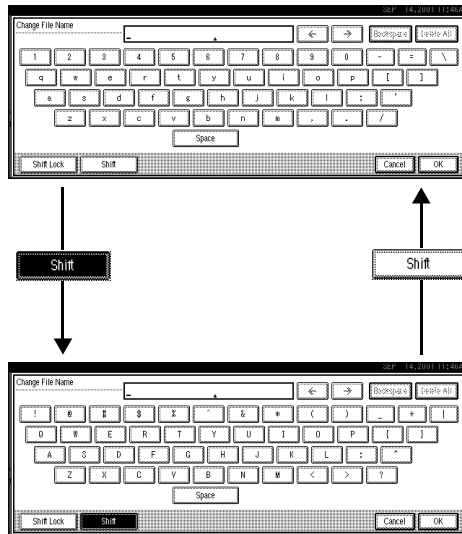 SEP 14,2001 11:46A
Change File Name
_ ← → Backspace Delete All
1 2 3 4 5 6 7 8 9 0 - = \
q w e r t y u i o p [ ]
a s d f g h j k l ; '
z x c v b n m , . /
Space
Shift Lock Shift Cancel OK
Shift Shift
SEP 14,2001 11:46A
Change File Name
_ ← → Backspace Delete All
! @ # $ % ^ & * ( ) _ + |
Q W E R T Y U I O P { }
A S D F G H J K L : "
Z X C V B N M < > ?
Space
Shift Lock Shift Cancel OK